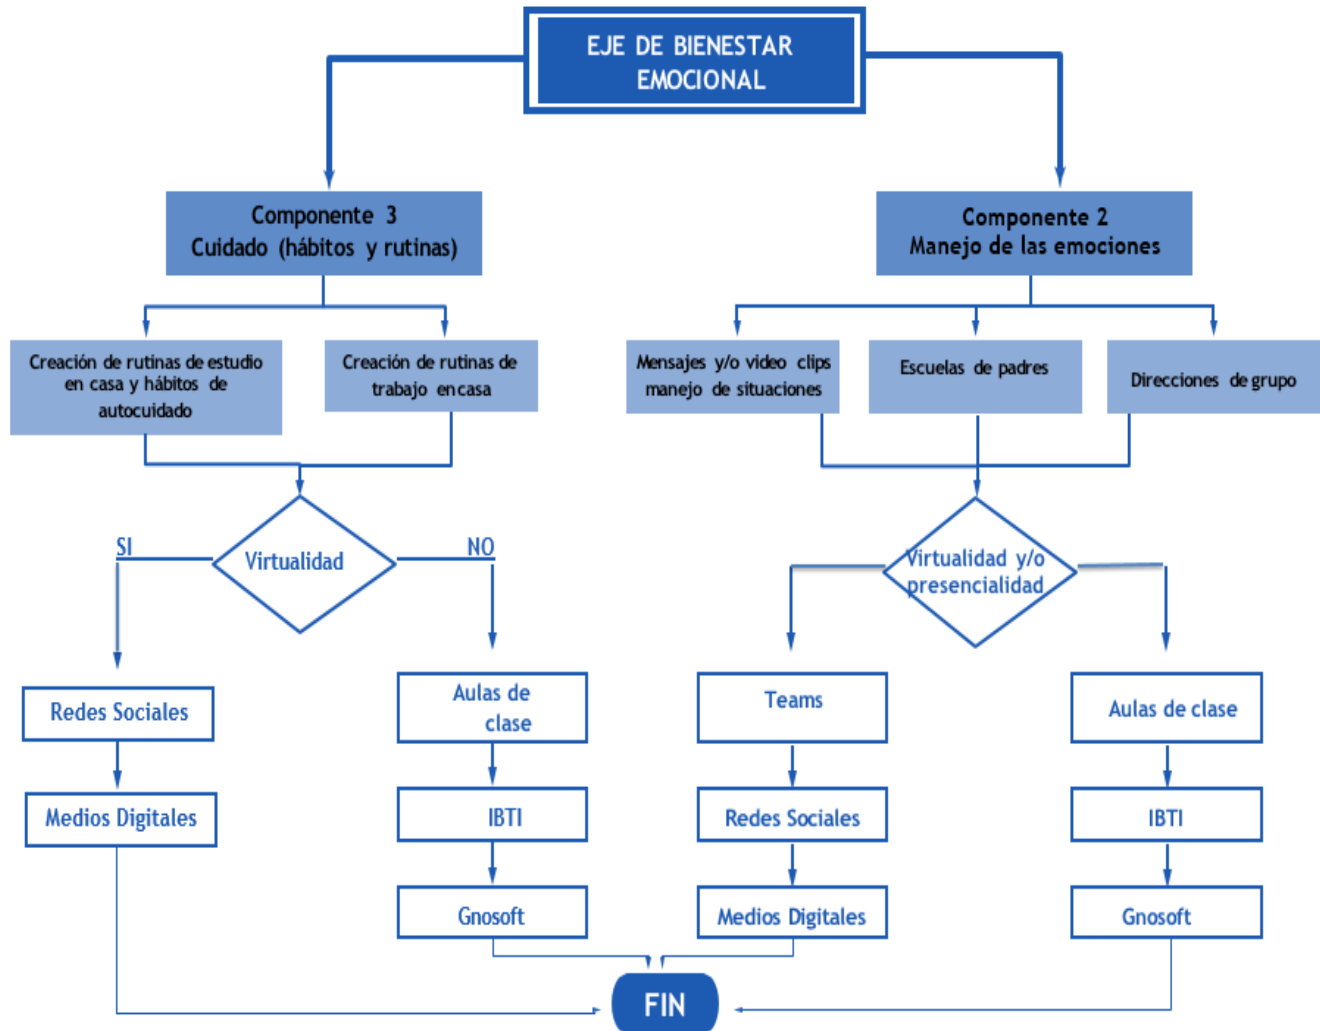 EJE DE BIENESTAR
EMOCIONAL
Componente 3
Cuidado (hábitos y rutinas)
Componente 2
Manejo de las emociones
Creación de rutinas de estudio
en casa y hábitos de
autocuidado
Creación de rutinas de
trabajo en casa
Mensajes y/o video clips
manejo de situaciones
Escuelas de padres
Direcciones de grupo
SI
Virtualidad
NO
Virtualidad y/o
presencialidad
Redes Sociales
Medios Digitales
Aulas de
clase
IBTI
Gnosoft
Teams
Redes Sociales
Medios Digitales
Aulas de clase
IBTI
Gnosoft
FIN